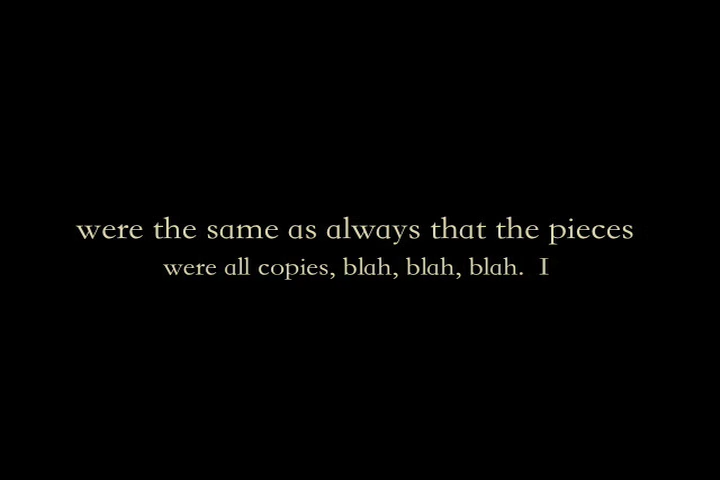 were the same as always that the pieces
were all copies, blah, blah, blah.  I